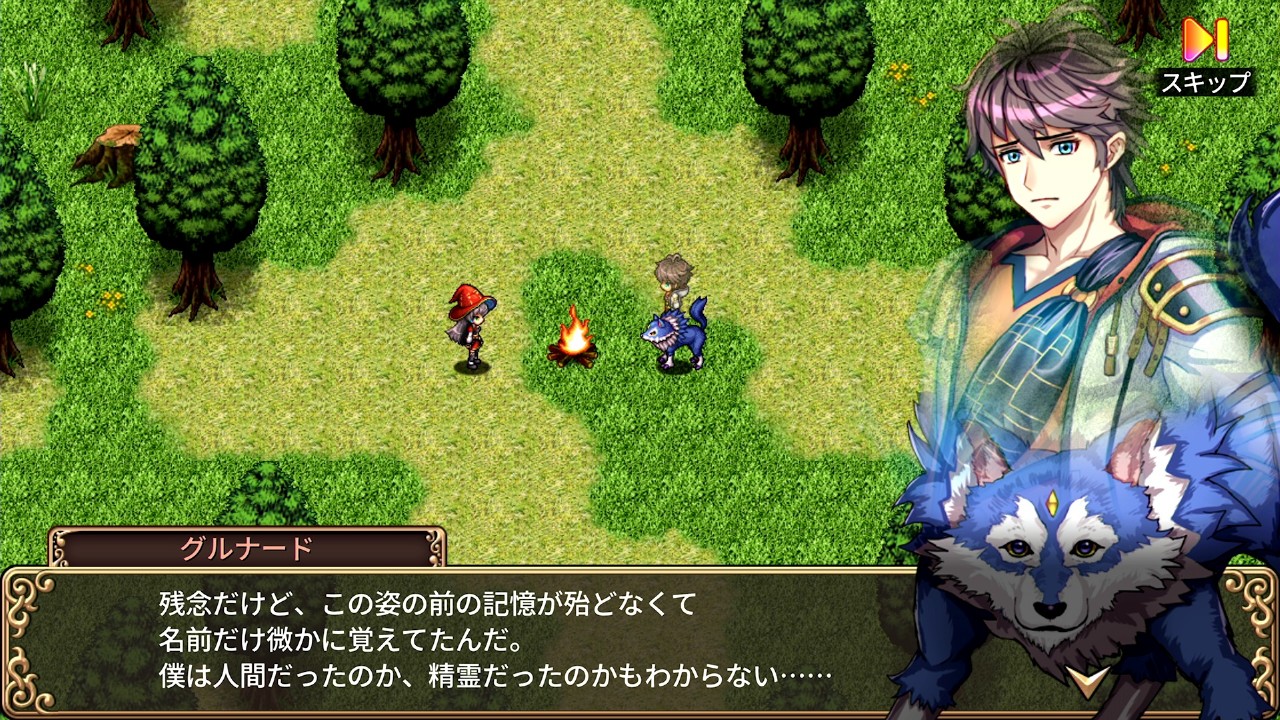 スキップ
グルナード
残念だけど、この姿の前の記憶が殆どなくて
名前だけ微かに覚えてたんだ。
僕は人間だったのか、精霊だったのかもわからない……